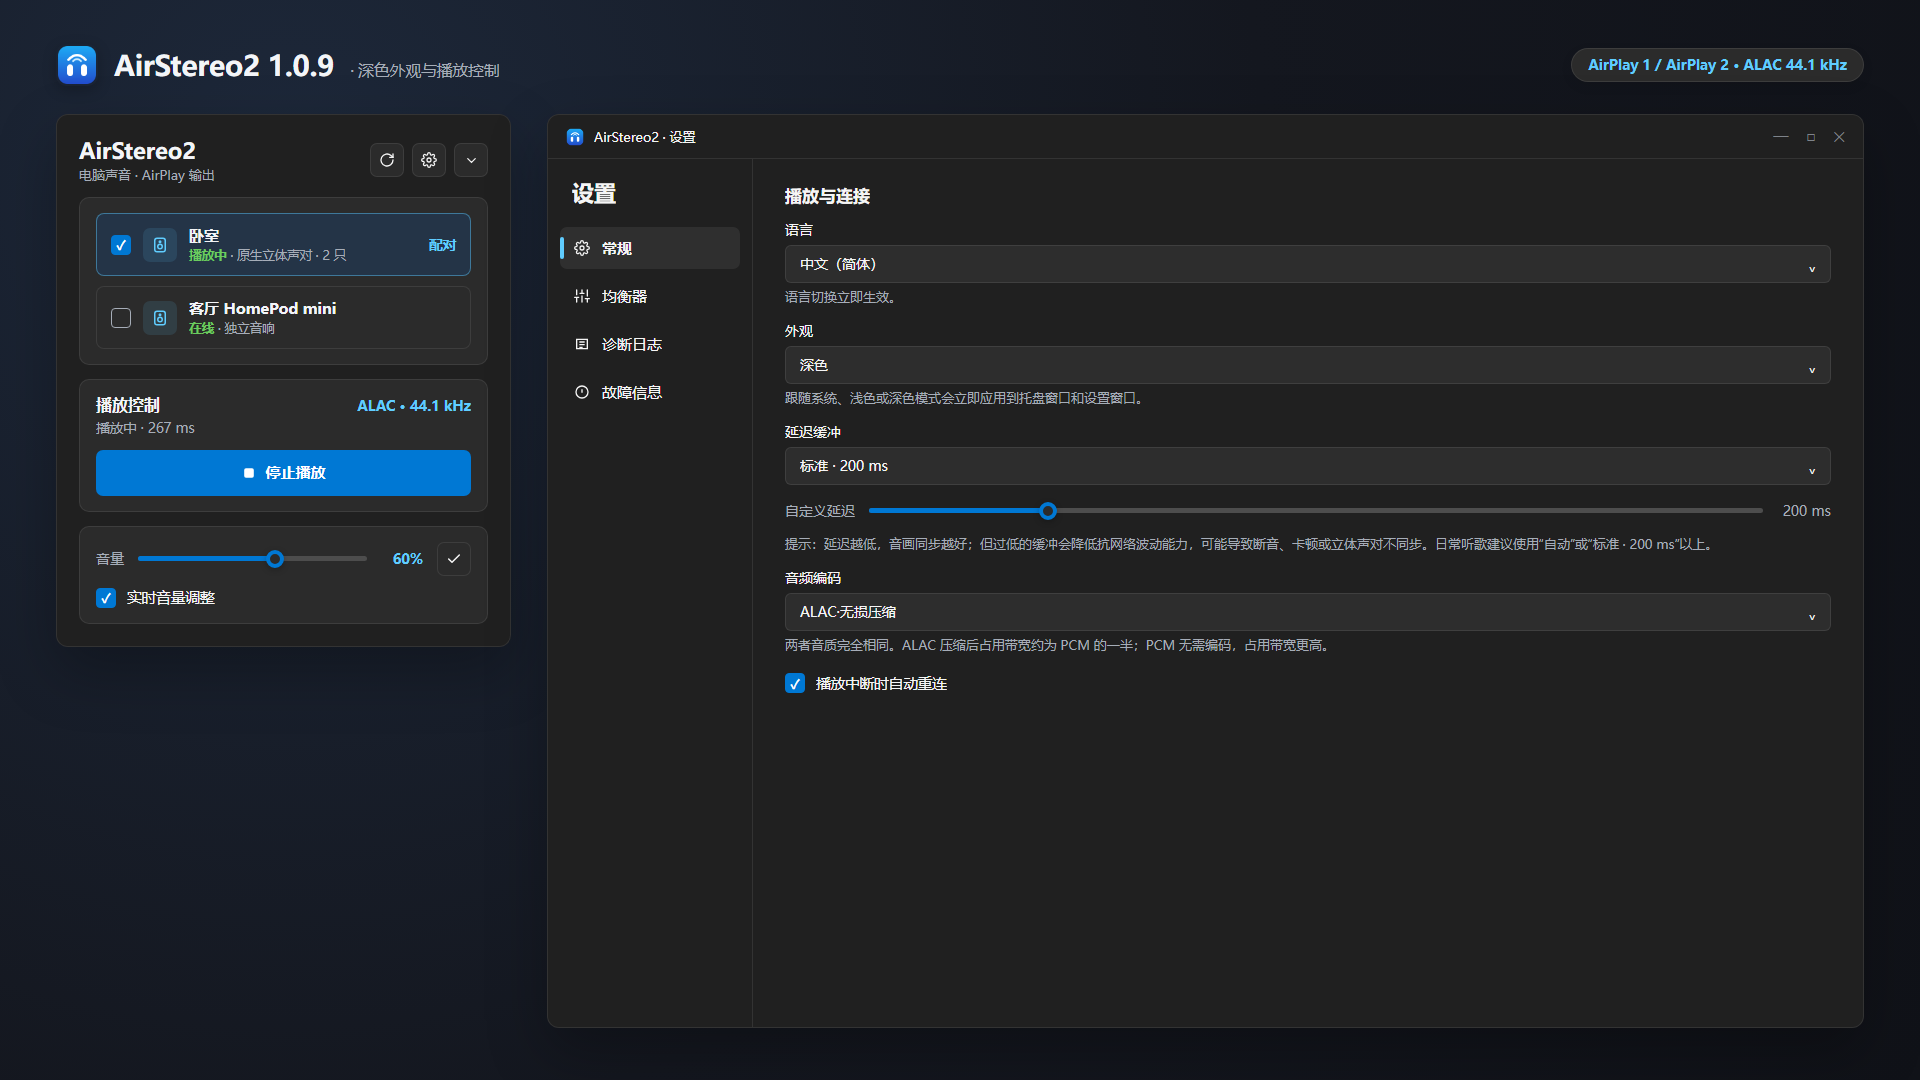 AirStereo2 1.0.9 · 深色外观与播放控制
AirPlay 1 / AirPlay 2 • ALAC 44.1 kHz
AirStereo2
电脑声音 · AirPlay 输出
卧室
播放中 · 原生立体声对 · 2 只
配对
客厅 HomePod mini
在线 · 独立音响
播放控制
ALAC • 44.1 kHz
播放中 · 267 ms
停止播放
音量
60%
实时音量调整
AirStereo2 · 设置
设置
常规
均衡器
诊断日志
故障信息
播放与连接
语言
中文（简体）
语言切换立即生效。
外观
深色
跟随系统、浅色或深色模式会立即应用到托盘窗口和设置窗口。
延迟缓冲
标准 · 200 ms
自定义延迟
200 ms
提示：延迟越低，音画同步越好；但过低的缓冲会降低抗网络波动能力，可能导致断音、卡顿或立体声对不同步。日常听歌建议使用“自动”或“标准 · 200 ms”以上。
音频编码
ALAC·无损压缩
两者音质完全相同。ALAC 压缩后占用带宽约为 PCM 的一半；PCM 无需编码，占用带宽更高。
播放中断时自动重连